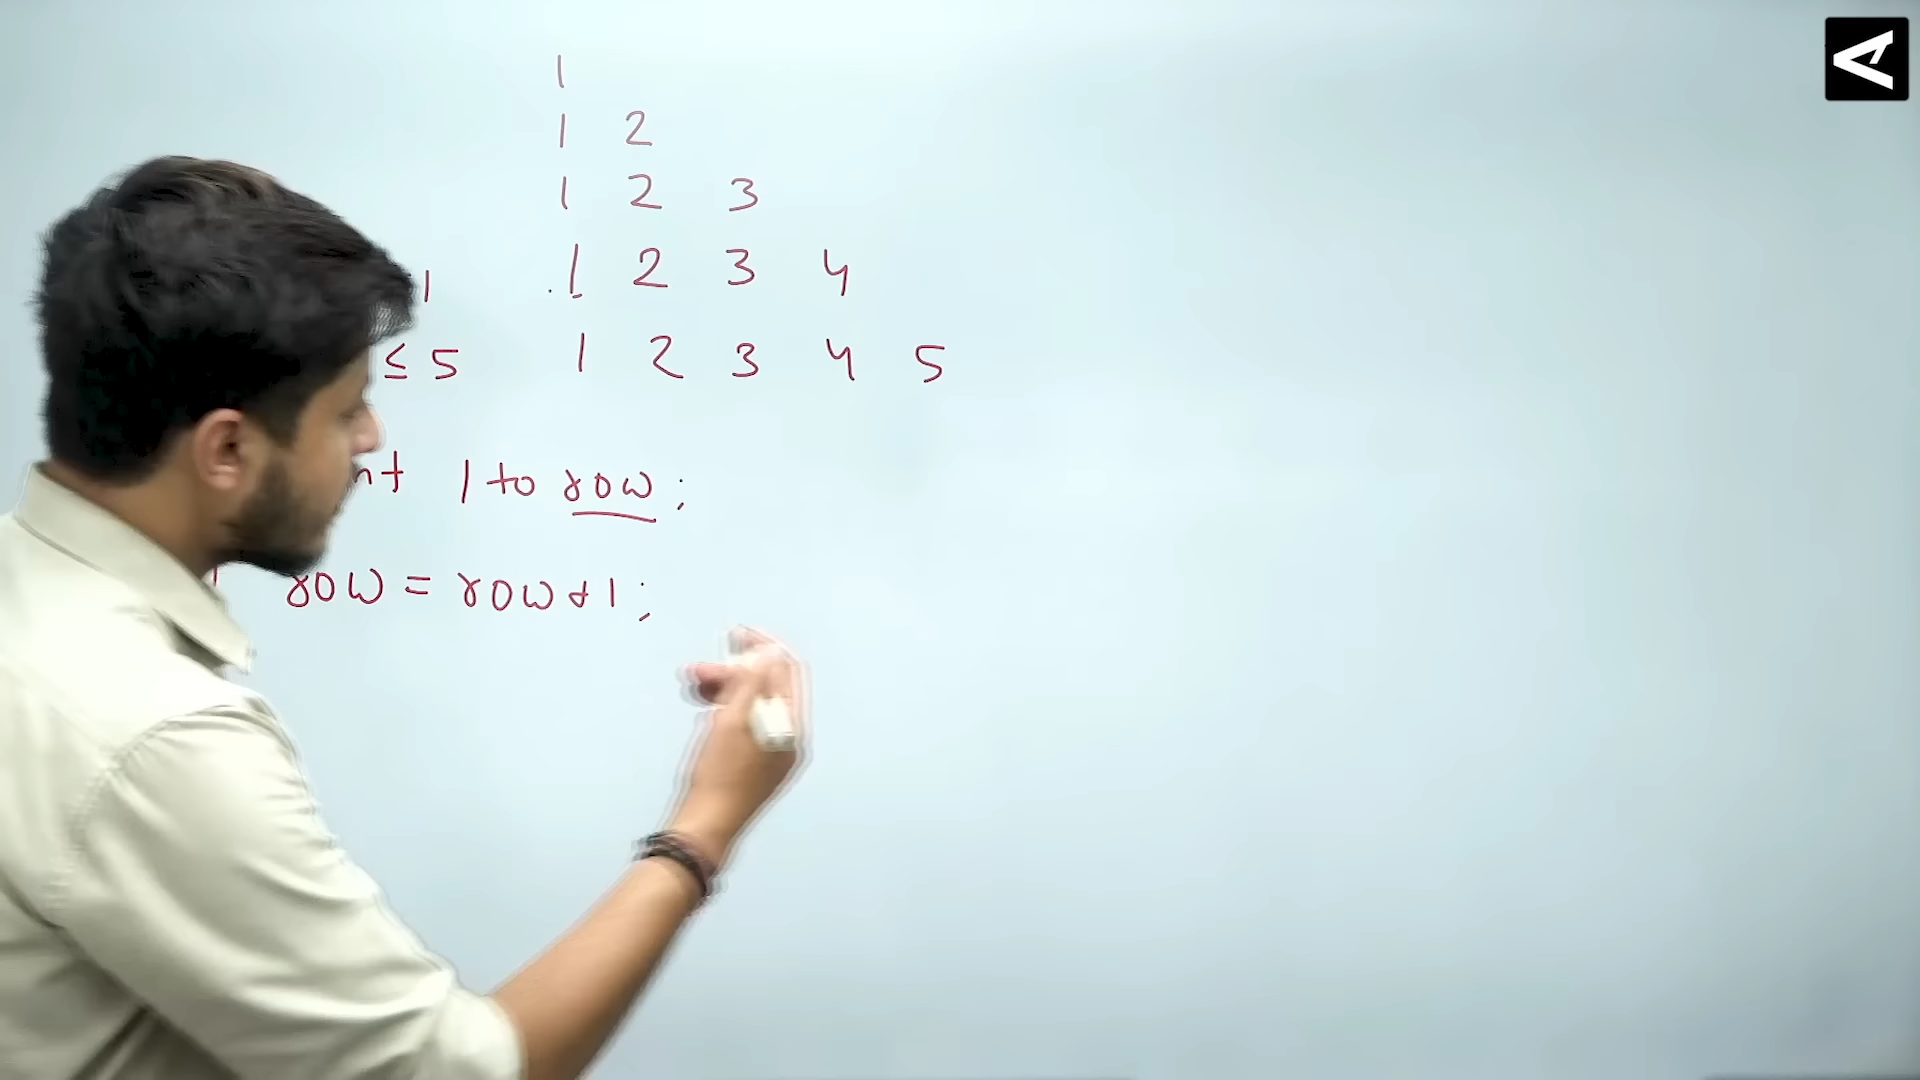 1
1 2
1 2 3
1
1 2 3 4
≤ 5
1 2 3 4 5
1 to row ;
row = row + 1 ;